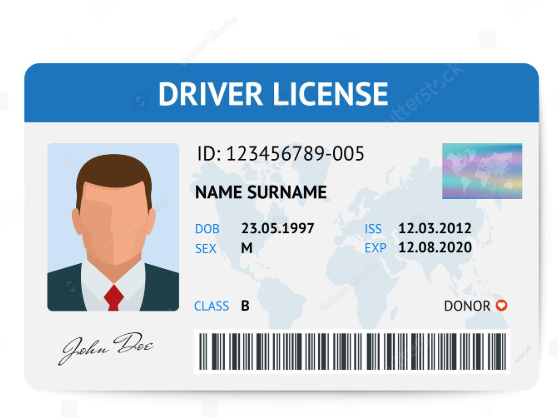 DRIVER LICENSE
ID: 123456789-005
NAME SURNAME
DOB 23.05.1997 ISS 12.03.2012
SEX M EXP 12.08.2020
CLASS B DONOR
John Doe